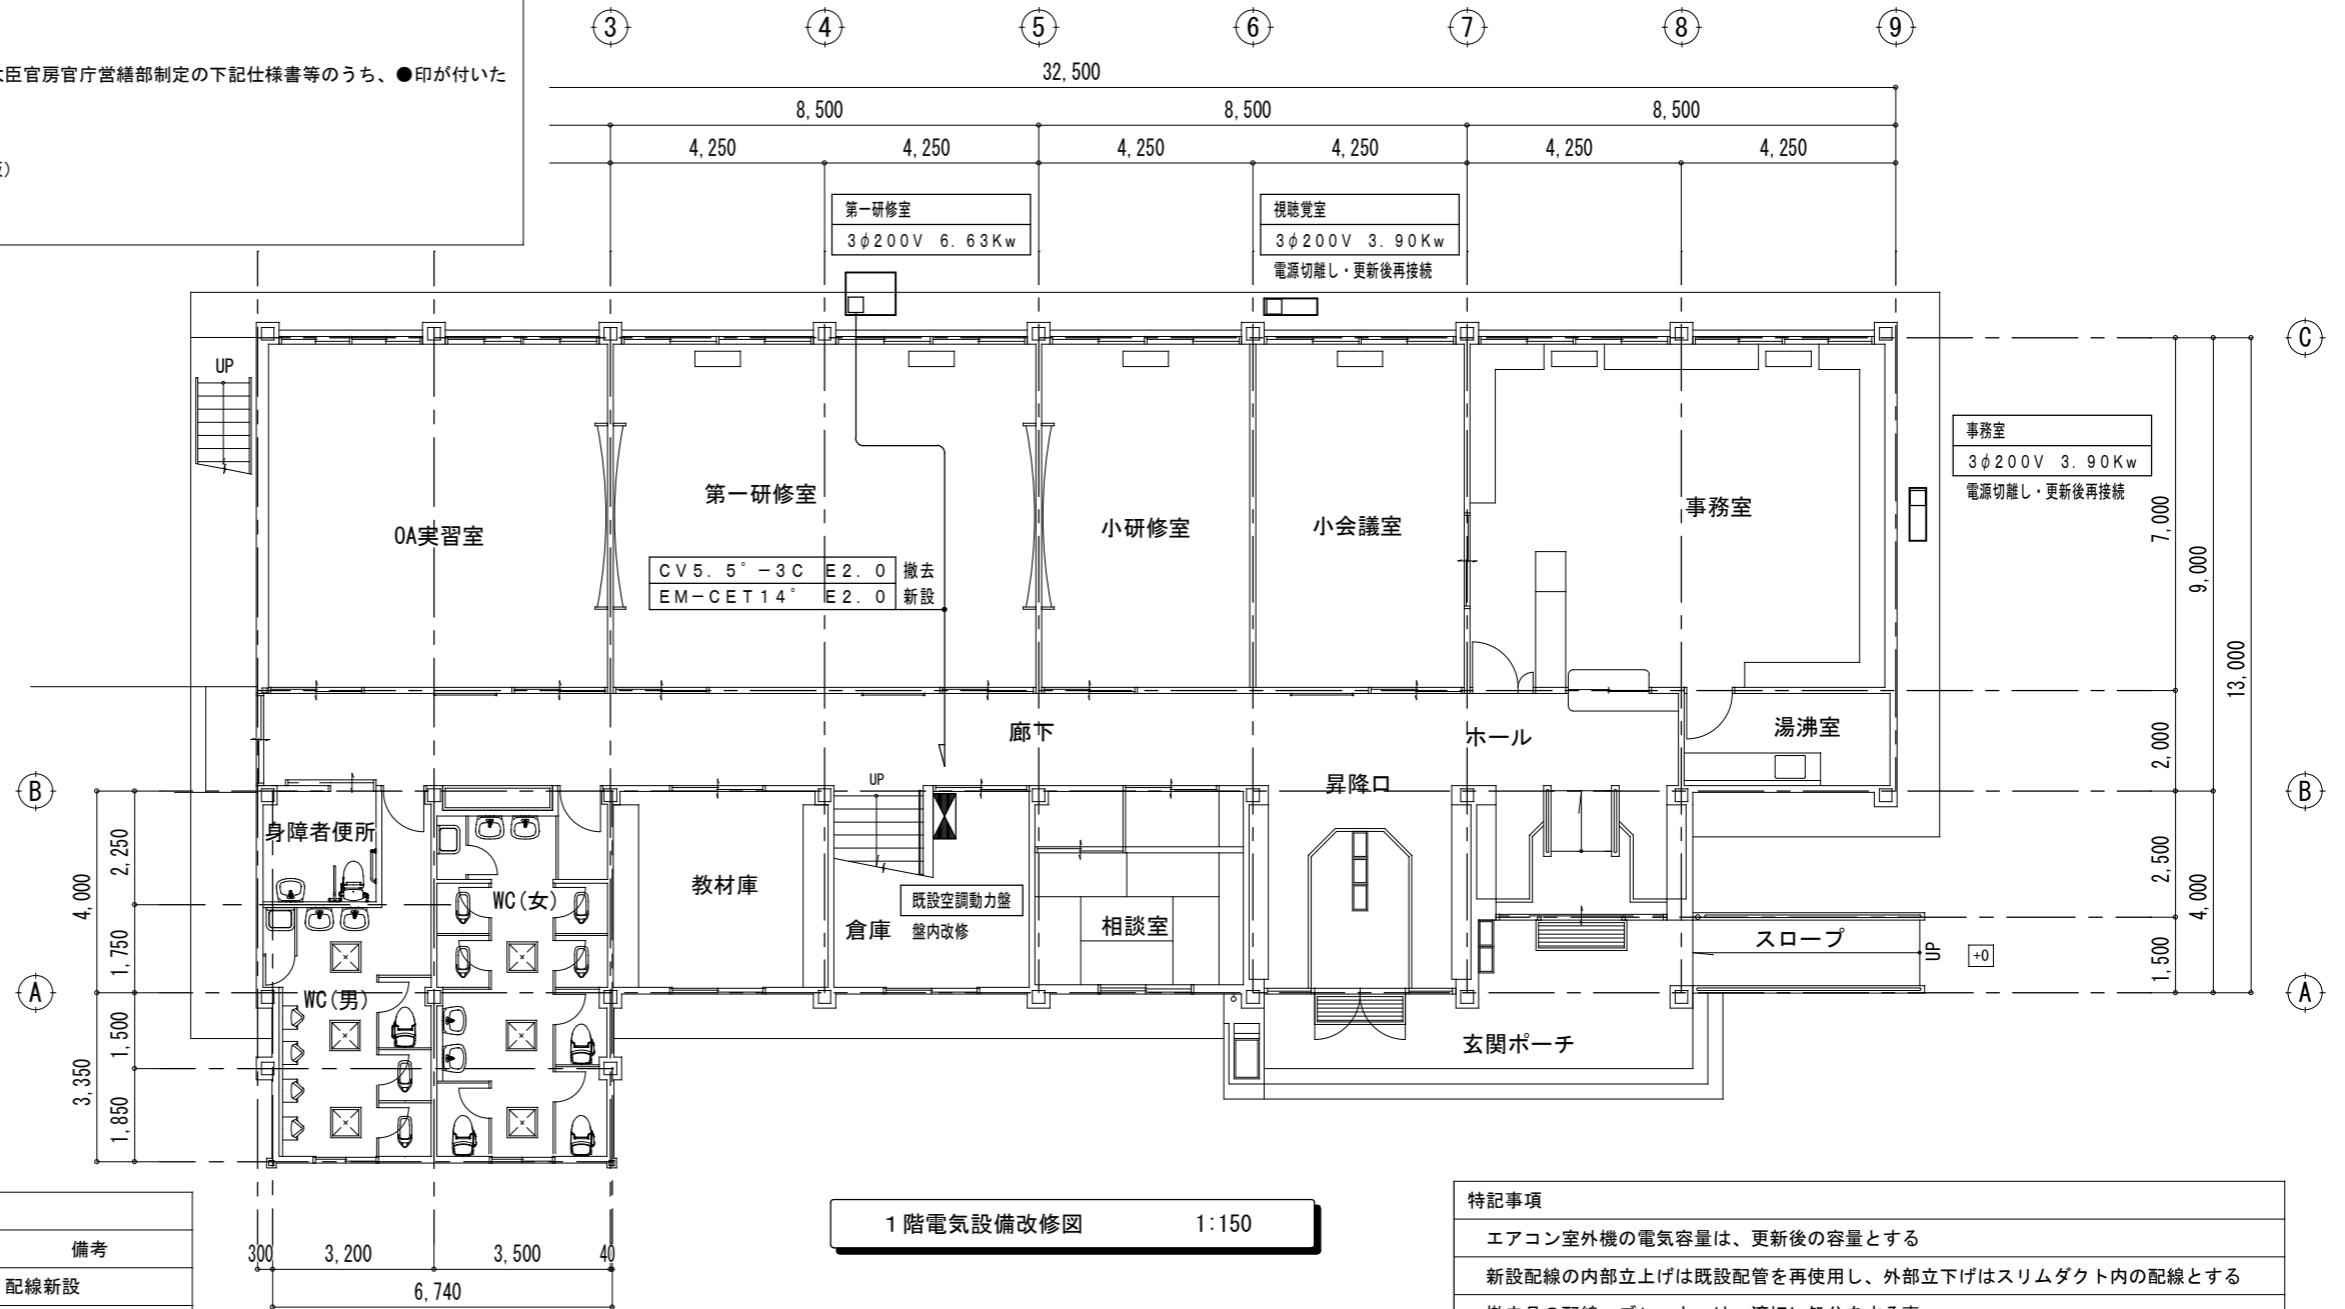 3
4
5
6
7
8
9
大臣官房官庁営繕部制定の下記仕様書等のうち、●印が付いた
32,500
8,500
8,500
8,500
4,250
4,250
4,250
4,250
4,250
4,250
第一研修室
3φ200V 6.63Kw
視聴覚室
3φ200V 3.90Kw
電源切離し・更新後再接続
C
UP
事務室
3φ200V 3.90Kw
電源切離し・更新後再接続
7,000
9,000
13,000
OA実習室
第一研修室
小研修室
小会議室
事務室
CV5.5°-3C E2.0 撤去
EM-CET14° E2.0 新設
廊下
ホール
湯沸室
2,000
昇降口
UP
B
B
身障者便所
2,250
4,000
WC(女)
教材庫
倉庫
既設空調動力盤
盤内改修
相談室
スロープ
UP
+0
2,500
4,000
1,500
1,750
A
A
WC(男)
1,500
3,350
1,850
玄関ポーチ
300
3,200
3,500
40
6,740
備考
配線新設
1階電気設備改修図 1:150
特記事項
エアコン室外機の電気容量は、更新後の容量とする
新設配線の内部立上げは既設配管を再使用し、外部立下げはスリムダクト内の配線とする